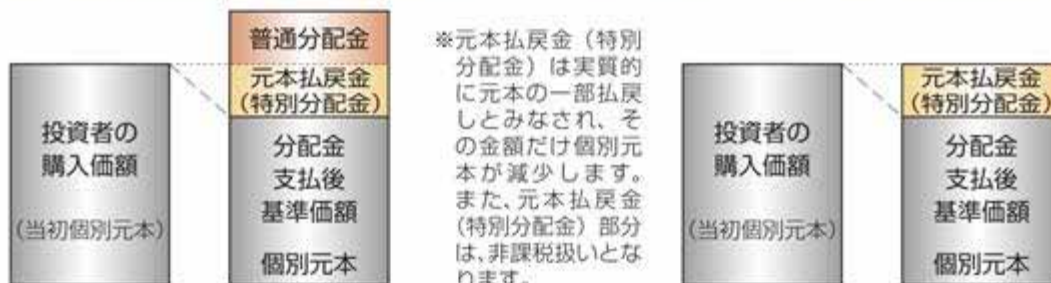 投資者の
購入価額
(当初個別元本)
普通分配金
元本払戻金
(特別分配金)
分配金
支払後
基準価額
個別元本
※元本払戻金(特別
分配金)は実質的
に元本の一部払戻
しとみなされ、そ
の金額だけ個別元
本が減少します。
また、元本払戻金
(特別分配金)部分
は、非課税扱いとな
ります。
投資者の
購入価額
(当初個別元本)
元本払戻金
(特別分配金)
分配金
支払後
基準価額
個別元本